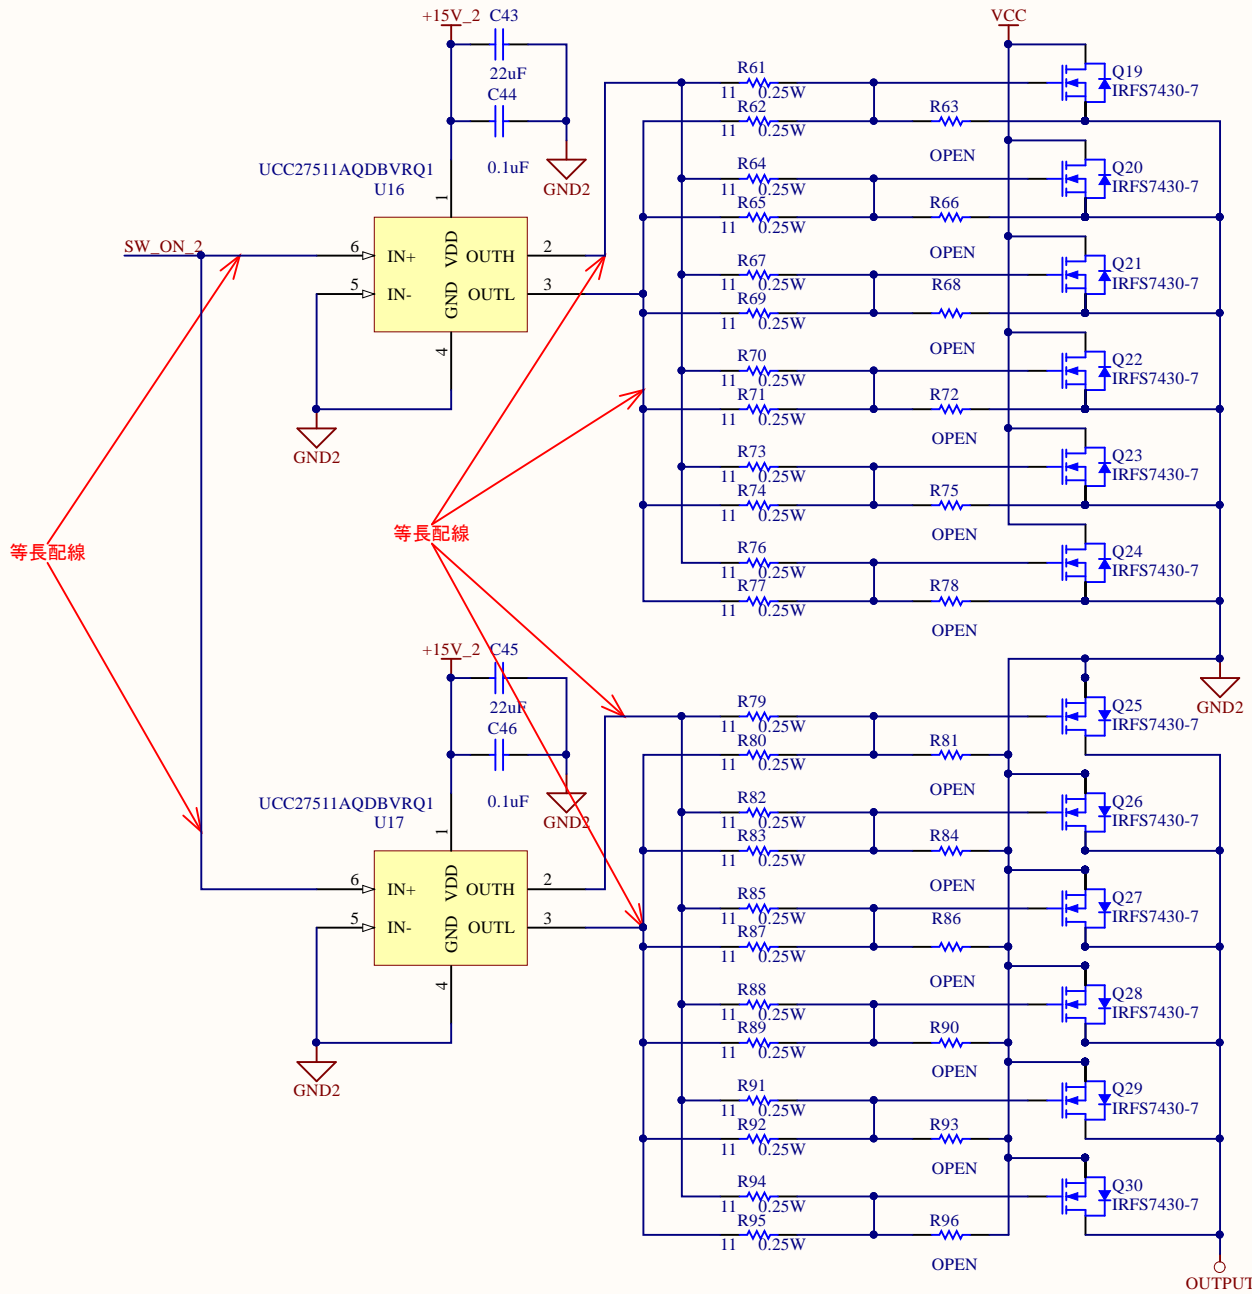 +15V_2
C43
22uF
C44
0.1uF
GND2
UCC27511AQDBVRQ1
U16
SW_ON_2
6
IN+
5
IN-
VDD
GND
OUTH
OUTL
1
2
3
4
GND2
等長配線
等長配線
VCC
R61
11 0.25W
R62
11 0.25W
R63
OPEN
Q19
IRFS7430-7
R64
11 0.25W
R65
11 0.25W
R66
OPEN
Q20
IRFS7430-7
R67
11 0.25W
R69
11 0.25W
R68
OPEN
Q21
IRFS7430-7
R70
11 0.25W
R71
11 0.25W
R72
OPEN
Q22
IRFS7430-7
R73
11 0.25W
R74
11 0.25W
R75
OPEN
Q23
IRFS7430-7
R76
11 0.25W
R77
11 0.25W
R78
OPEN
Q24
IRFS7430-7
GND2
+15V_2
C45
22uF
C46
0.1uF
GND2
UCC27511AQDBVRQ1
U17
6
IN+
5
IN-
VDD
GND
OUTH
OUTL
1
2
3
4
GND2
R79
11 0.25W
R80
11 0.25W
R81
OPEN
Q25
IRFS7430-7
R82
11 0.25W
R83
11 0.25W
R84
OPEN
Q26
IRFS7430-7
R85
11 0.25W
R87
11 0.25W
R86
OPEN
Q27
IRFS7430-7
R88
11 0.25W
R89
11 0.25W
R90
OPEN
Q28
IRFS7430-7
R91
11 0.25W
R92
11 0.25W
R93
OPEN
Q29
IRFS7430-7
R94
11 0.25W
R95
11 0.25W
R96
OPEN
Q30
IRFS7430-7
OUTPUT